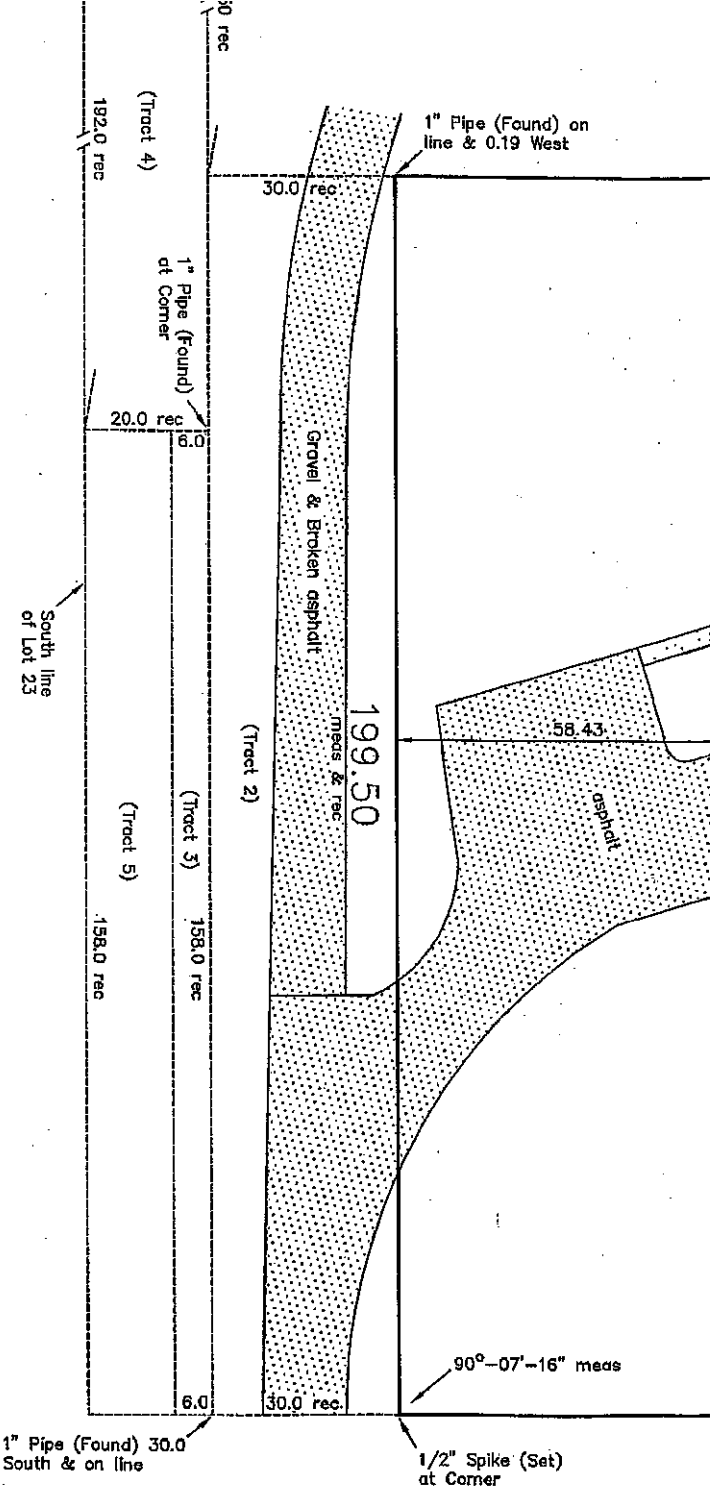 50 rec
(Tract 4)
192.0 rec
1" Pipe (Found) on
line & 0.19 West
30.0 rec
1" Pipe (Found)
at Corner
20.0 rec
6.0
Gravel & Broken asphalt
South line
of Lot 23
199.50
meas & rec
58.43
asphalt
(Tract 2)
(Tract 3)
158.0 rec
(Tract 5)
158.0 rec
90°-07'-16" meas
6.0
30.0 rec.
1" Pipe (Found) 30.0
South & on line
1/2" Spike (Set)
at Corner